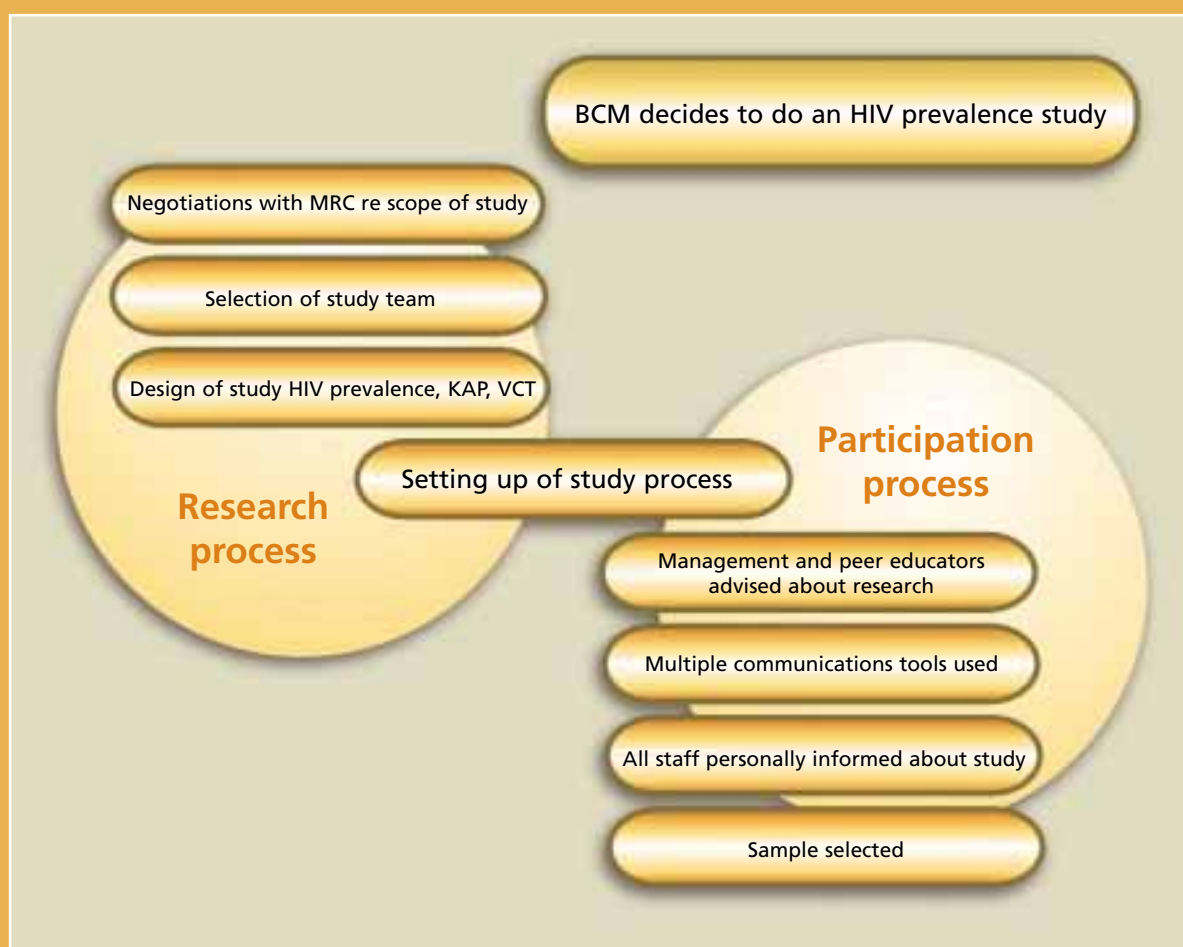 BCM decides to do an HIV prevalence study
Negotiations with MRC re scope of study
Selection of study team
Design of study HIV prevalence, KAP, VCT
Setting up of study process
Research
process
Participation
process
Management and peer educators
advised about research
Multiple communications tools used
All staff personally informed about study
Sample selected